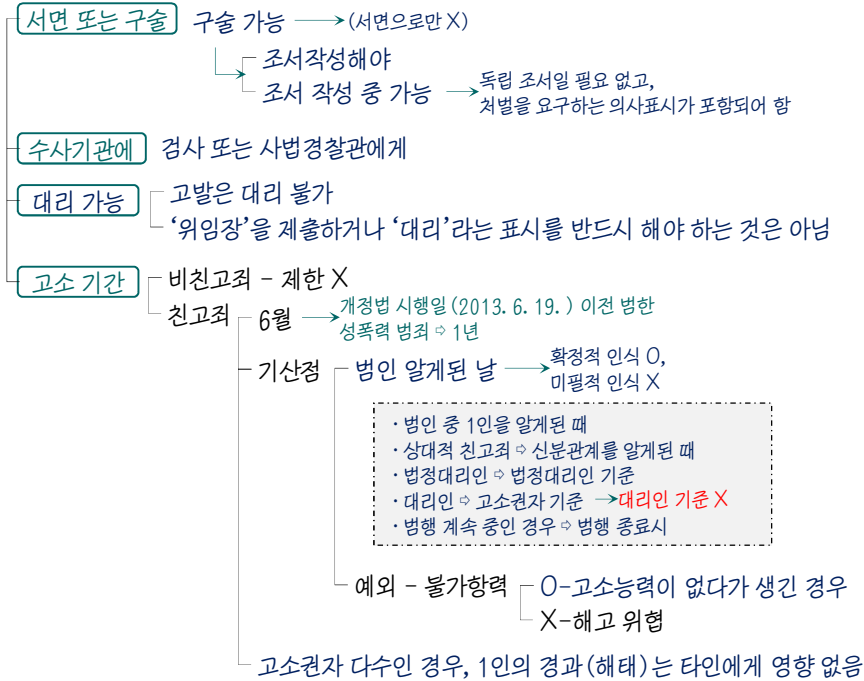 서면 또는 구술 구술 가능 → (서면으로만 X)
조서작성해야
조서 작성 중 가능 → 독립 조서일 필요 없고,
처벌을 요구하는 의사표시가 포함되어 함
수사기관에 검사 또는 사법경찰관에게
대리 가능 고발은 대리 불가
‘위임장’을 제출하거나 ‘대리’라는 표시를 반드시 해야 하는 것은 아님
고소 기간 비친고죄 - 제한 X
친고죄 6월 → 개정법 시행일(2013. 6. 19.) 이전 범한
성폭력 범죄 ⇨ 1년
기산점 범인 알게된 날 → 확정적 인식 O,
미필적 인식 X
· 범인 중 1인을 알게된 때
· 상대적 친고죄 ⇨ 신분관계를 알게된 때
· 법정대리인 ⇨ 법정대리인 기준
· 대리인 ⇨ 고소권자 기준 → 대리인 기준 X
· 범행 계속 중인 경우 ⇨ 범행 종료시
예외 - 불가항력 O-고소능력이 없다가 생긴 경우
X-해고 위협
고소권자 다수인 경우, 1인의 경과(해태)는 타인에게 영향 없음